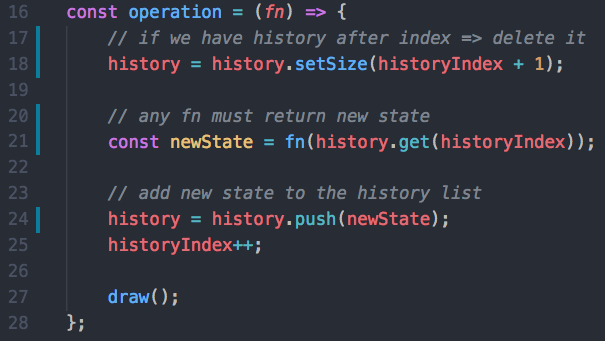 16 const operation = (fn) => {
17 // if we have history after index => delete it
18 history = history.setSize(historyIndex + 1);
19
20 // any fn must return new state
21 const newState = fn(history.get(historyIndex));
22
23 // add new state to the history list
24 history = history.push(newState);
25 historyIndex++;
26
27 draw();
28 };